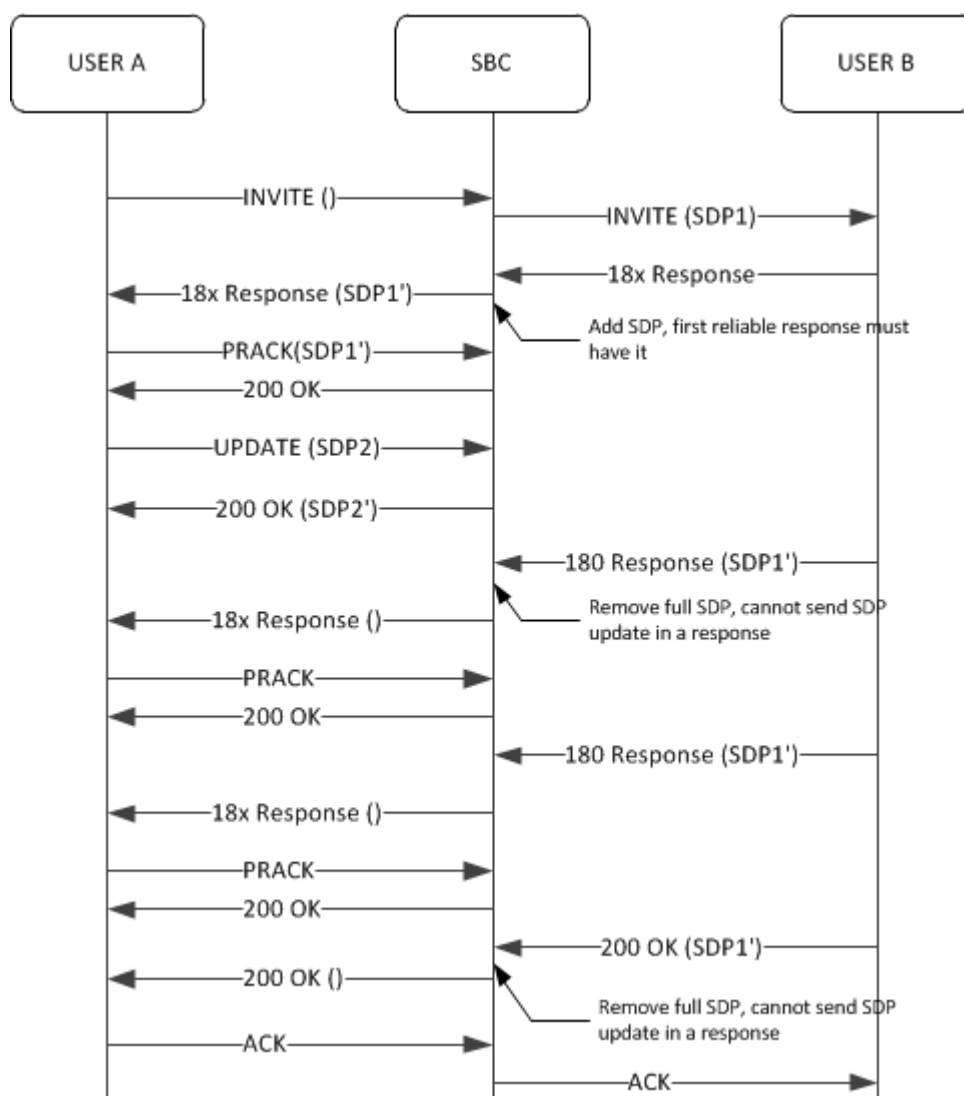 USER A
SBC
USER B
INVITE ()
INVITE (SDP1)
18x Response
18x Response (SDP1')
Add SDP, first reliable response must
have it
PRACK(SDP1')
200 OK
UPDATE (SDP2)
200 OK (SDP2')
180 Response (SDP1')
Remove full SDP, cannot send SDP
update in a response
18x Response ()
PRACK
200 OK
180 Response (SDP1')
18x Response ()
PRACK
200 OK
200 OK (SDP1')
200 OK ()
Remove full SDP, cannot send SDP
update in a response
ACK
ACK